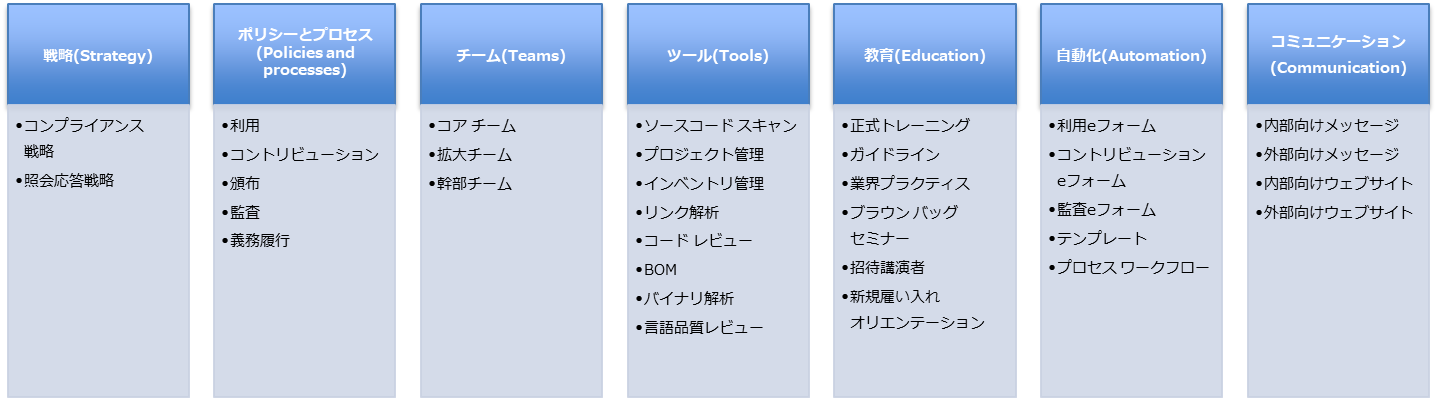 戦略(Strategy)
•コンプライアンス
戦略
•照会応答戦略
ポリシーとプロセス
(Policies and
processes)
•利用
•コントリビューション
•頒布
•監査
•義務履行
チーム(Teams)
•コア チーム
•拡大チーム
•幹部チーム
ツール(Tools)
•ソースコード スキャン
•プロジェクト管理
•インベントリ管理
•リンク解析
•コード レビュー
•BOM
•バイナリ解析
•言語品質レビュー
教育(Education)
•正式トレーニング
•ガイドライン
•業界プラクティス
•ブラウン バッグ
セミナー
•招待講演者
•新規雇い入れ
オリエンテーション
自動化(Automation)
•利用eフォーム
•コントリビューション
eフォーム
•監査eフォーム
•テンプレート
•プロセス ワークフロー
コミュニケーション
(Communication)
•内部向けメッセージ
•外部向けメッセージ
•内部向けウェブサイト
•外部向けウェブサイト